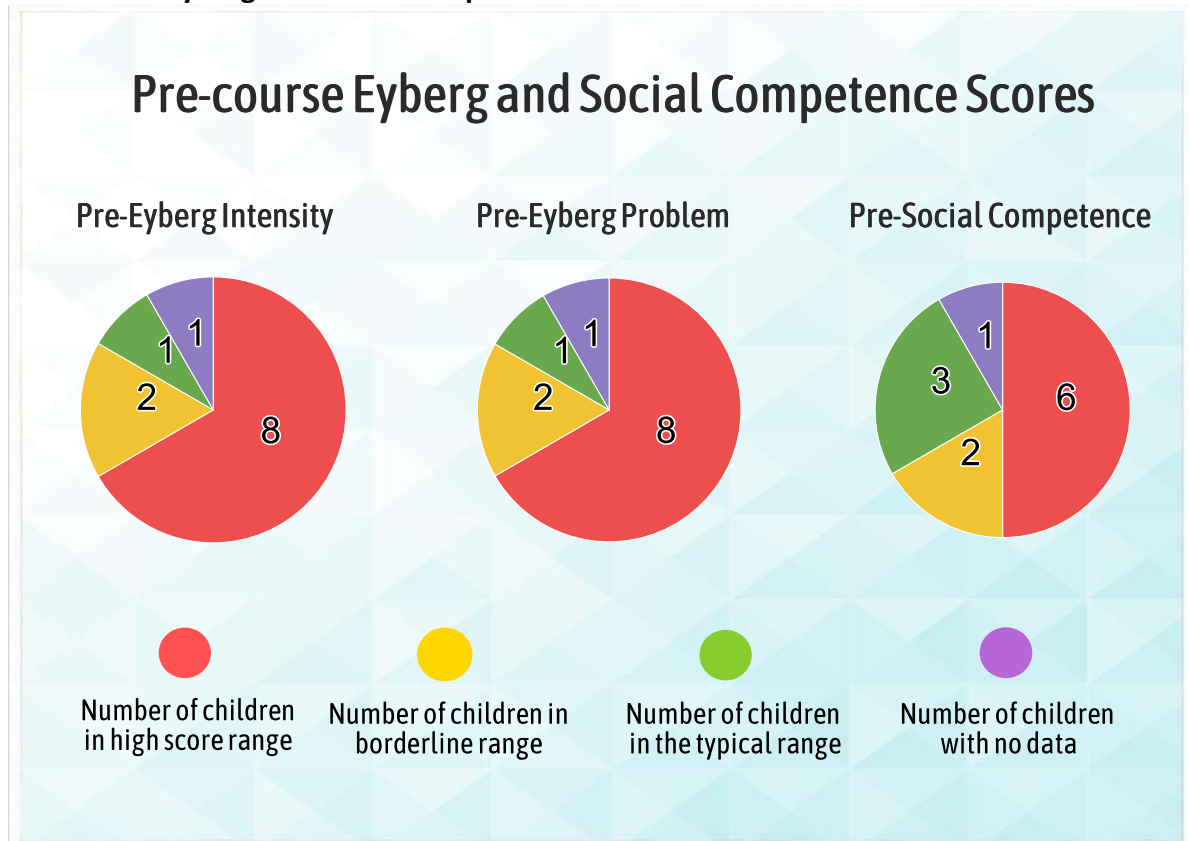 Pre-course Eyberg and Social Competence Scores
Pre-Eyberg Intensity
Pre-Eyberg Problem
Pre-Social Competence
1
1
2
8
1
1
2
8
1
3
6
2
Number of children
in high score range
Number of children in
borderline range
Number of children
in the typical range
Number of children
with no data